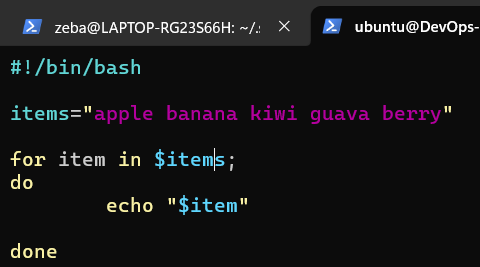 zeba@LAPTOP-RG23S66H: ~/.s
ubuntu@DevOps-
#!/bin/bash
items="apple banana kiwi guava berry"
for item in $items;
do
echo "$item"
done